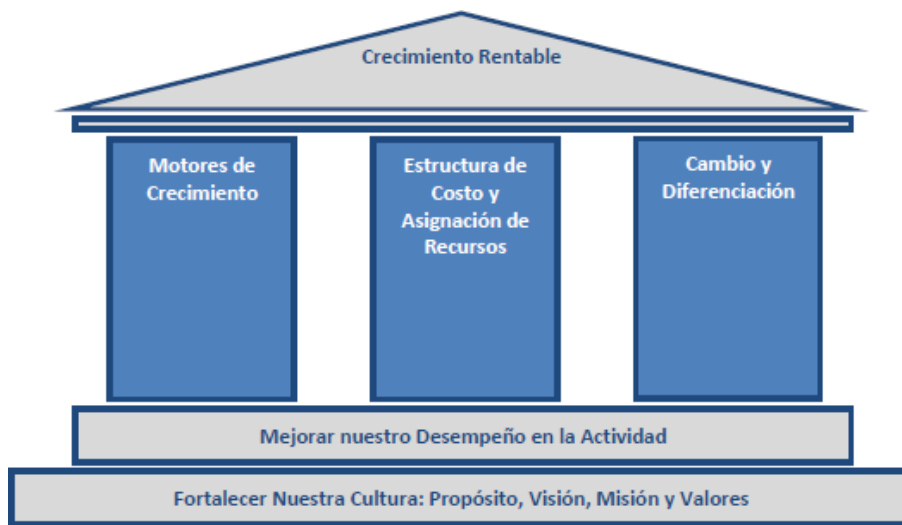 Crecimiento Rentable
Motores de
Crecimiento
Estructura de
Costo y
Asignación de
Recursos
Cambio y
Diferenciación
Mejorar nuestro Desempeño en la Actividad
Fortalecer Nuestra Cultura: Propósito, Visión, Misión y Valores